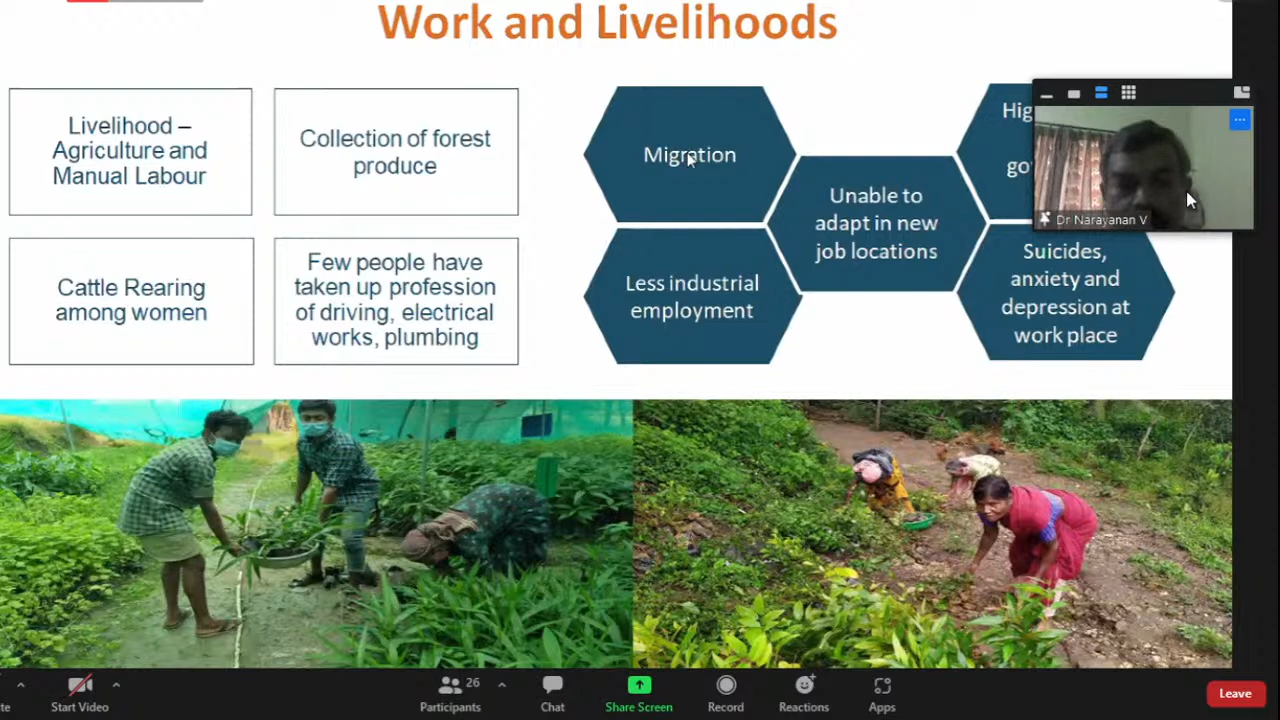 Work and Livelihoods
Livelihood –
Agriculture and
Manual Labour
Collection of forest
produce
Cattle Rearing
among women
Few people have
taken up profession
of driving, electrical
works, plumbing
Migration
Less industrial
employment
Unable to
adapt in new
job locations
Suicides,
anxiety and
depression at
work place
Dr Narayanan V
Start Video
Participants
26
Chat
Share Screen
Record
Reactions
Apps
Leave